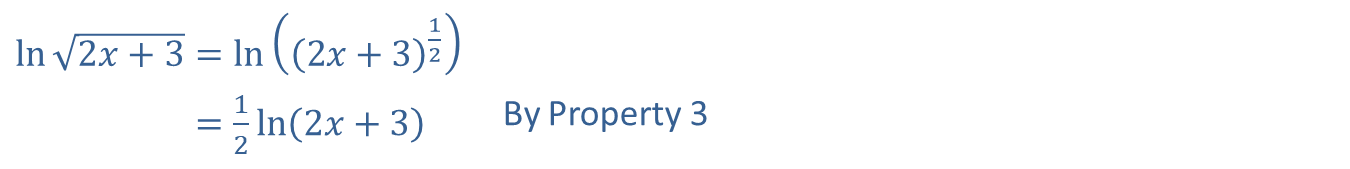 ln √(2x + 3) = ln((2x + 3)^(1/2))
= 1/2 ln(2x + 3) By Property 3